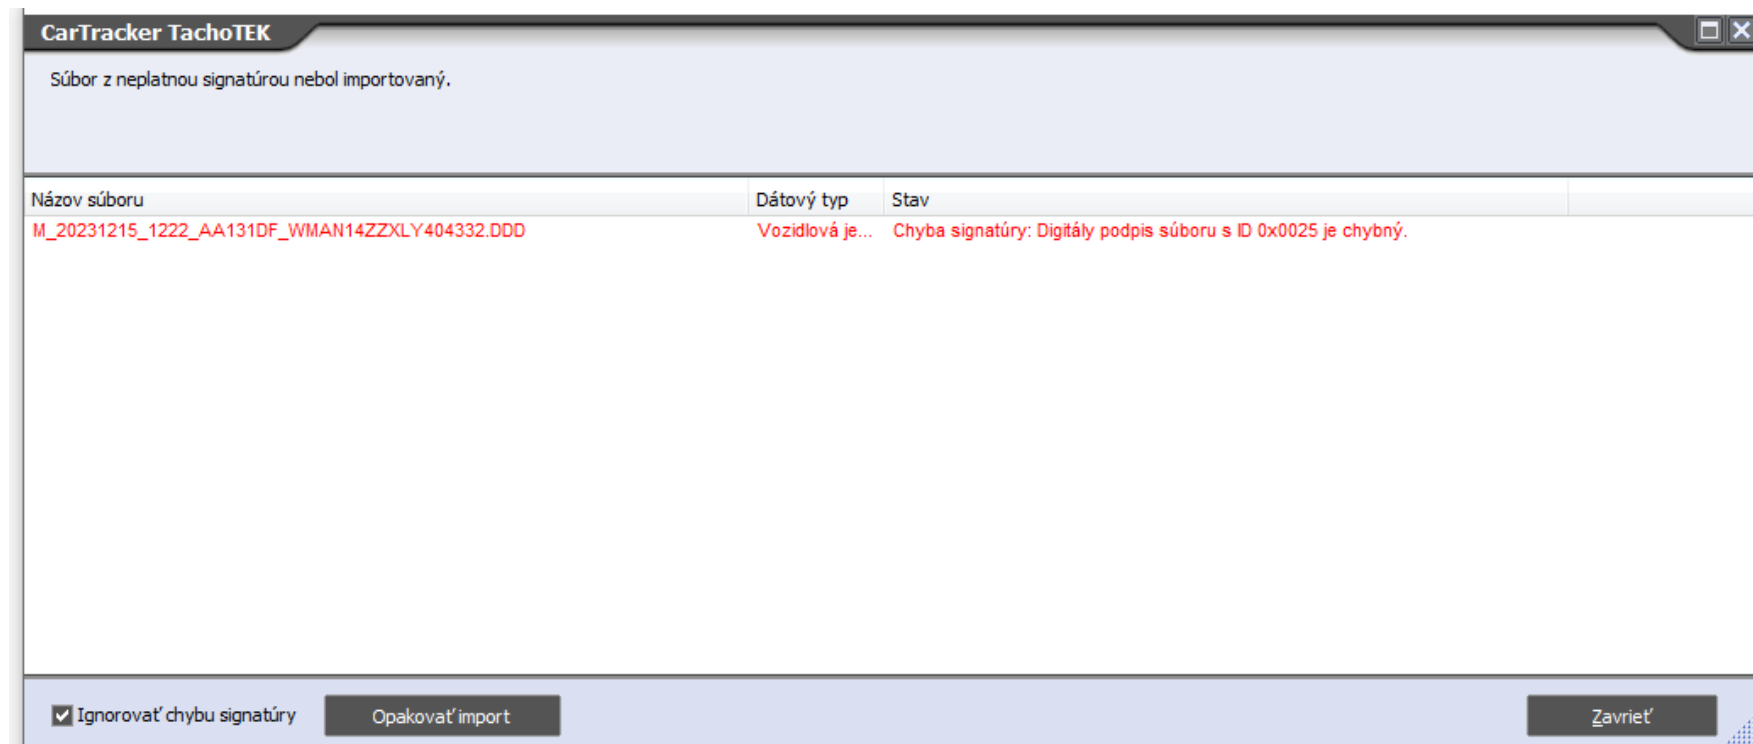 CarTracker TachoTEK
Súbor z neplatnou signatúrou nebol importovaný.
Názov súboru Dátový typ Stav
M_20231215_1222_AA131DF_WMAN14ZZXLY404332.DDD Vozidlová je... Chyba signatúry: Digitály podpis súboru s ID 0x0025 je chybný.
Ignorovať chybu signatúry Opakovať import Zavrieť